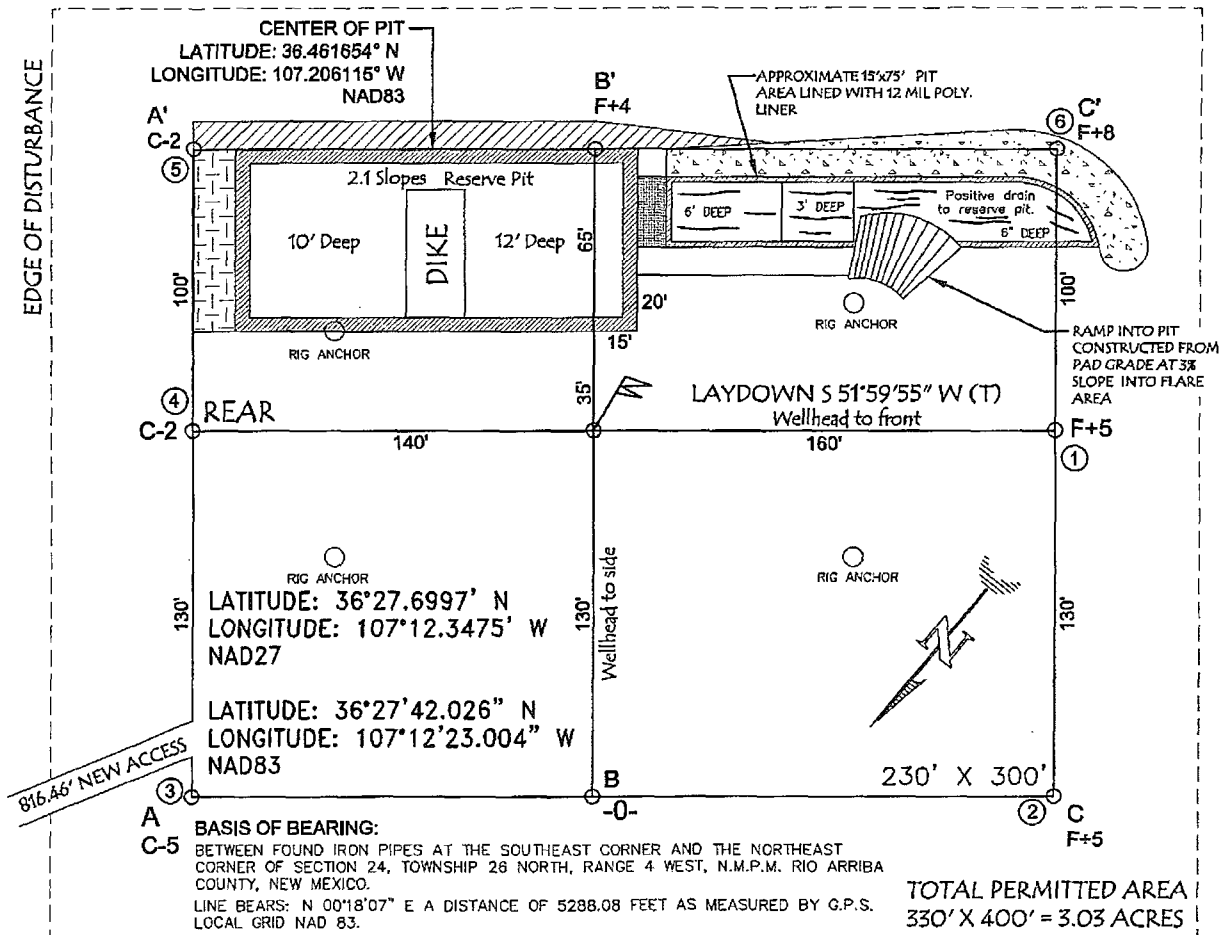 CENTER OF PIT
LATITUDE: 36.461654° N
LONGITUDE: 107.206115° W
NAD83
EDGE OF DISTURBANCE
A'
C-2
B'
F+4
APPROXIMATE 15'x75' PIT
AREA LINED WITH 12 MIL POLY.
LINER
C'
6
F+8
5
2.1 Slopes Reserve Pit
10' Deep
DIKE
12' Deep
65'
6' DEEP
3' DEEP
Positive drain
to reserve pit.
6" DEEP
100'
20'
15'
100'
RIG ANCHOR
RIG ANCHOR
RAMP INTO PIT
CONSTRUCTED FROM
PAD GRADE AT 3%
SLOPE INTO FLARE
AREA
4
C-2
REAR
35'
LAYDOWN S 51°59'55" W (T)
Wellhead to front
140'
160'
F+5
1
RIG ANCHOR
RIG ANCHOR
130'
LATITUDE: 36°27.6997' N
LONGITUDE: 107°12.3475' W
NAD27
130'
Wellhead to side
130'
N
LATITUDE: 36°27'42.026" N
LONGITUDE: 107°12'23.004" W
NAD83
816.46' NEW ACCESS
230' X 300'
3
A
C-5
B
-0-
2
C
F+5
BASIS OF BEARING:
BETWEEN FOUND IRON PIPES AT THE SOUTHEAST CORNER AND THE NORTHEAST
CORNER OF SECTION 24, TOWNSHIP 26 NORTH, RANGE 4 WEST, N.M.P.M. RIO ARRIBA
COUNTY, NEW MEXICO.
LINE BEARS: N 00°18'07" E A DISTANCE OF 5288.08 FEET AS MEASURED BY G.P.S.
LOCAL GRID NAD 83.
TOTAL PERMITTED AREA
330' X 400' = 3.03 ACRES